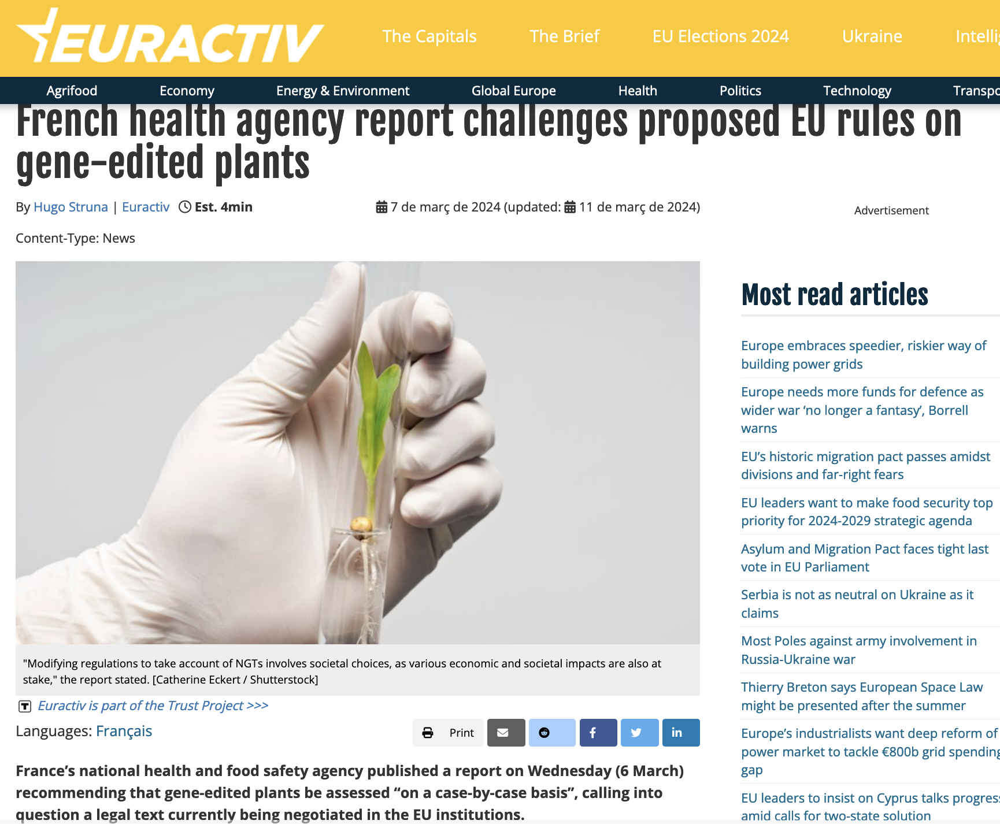 EURACTIV
The Capitals
The Brief
EU Elections 2024
Ukraine
Agrifood
Economy
Energy & Environment
Global Europe
Health
Politics
Technology
French health agency report challenges proposed EU rules on
gene-edited plants
By Hugo Struna | Euractiv Est. 4min
7 de març de 2024 (updated: 11 de març de 2024)
Advertisement
Content-Type: News
"Modifying regulations to take account of NGTs involves societal choices, as various economic and societal impacts are also at
stake," the report stated. [Catherine Eckert / Shutterstock]
T Euractiv is part of the Trust Project >>>
Languages: Français
Print
f
in
France’s national health and food safety agency published a report on Wednesday (6 March)
recommending that gene-edited plants be assessed “on a case-by-case basis”, calling into
question a legal text currently being negotiated in the EU institutions.
Most read articles
Europe embraces speedier, riskier way of
building power grids
Europe needs more funds for defence as
wider war ‘no longer a fantasy’, Borrell
warns
EU’s historic migration pact passes amidst
divisions and far-right fears
EU leaders want to make food security top
priority for 2024-2029 strategic agenda
Asylum and Migration Pact faces tight last
vote in EU Parliament
Serbia is not as neutral on Ukraine as it
claims
Most Poles against army involvement in
Russia-Ukraine war
Thierry Breton says European Space Law
might be presented after the summer
Europe’s industrialists want deep reform of
power market to tackle €800b grid spending
gap
EU leaders to insist on Cyprus talks progress
amid calls for two-state solution